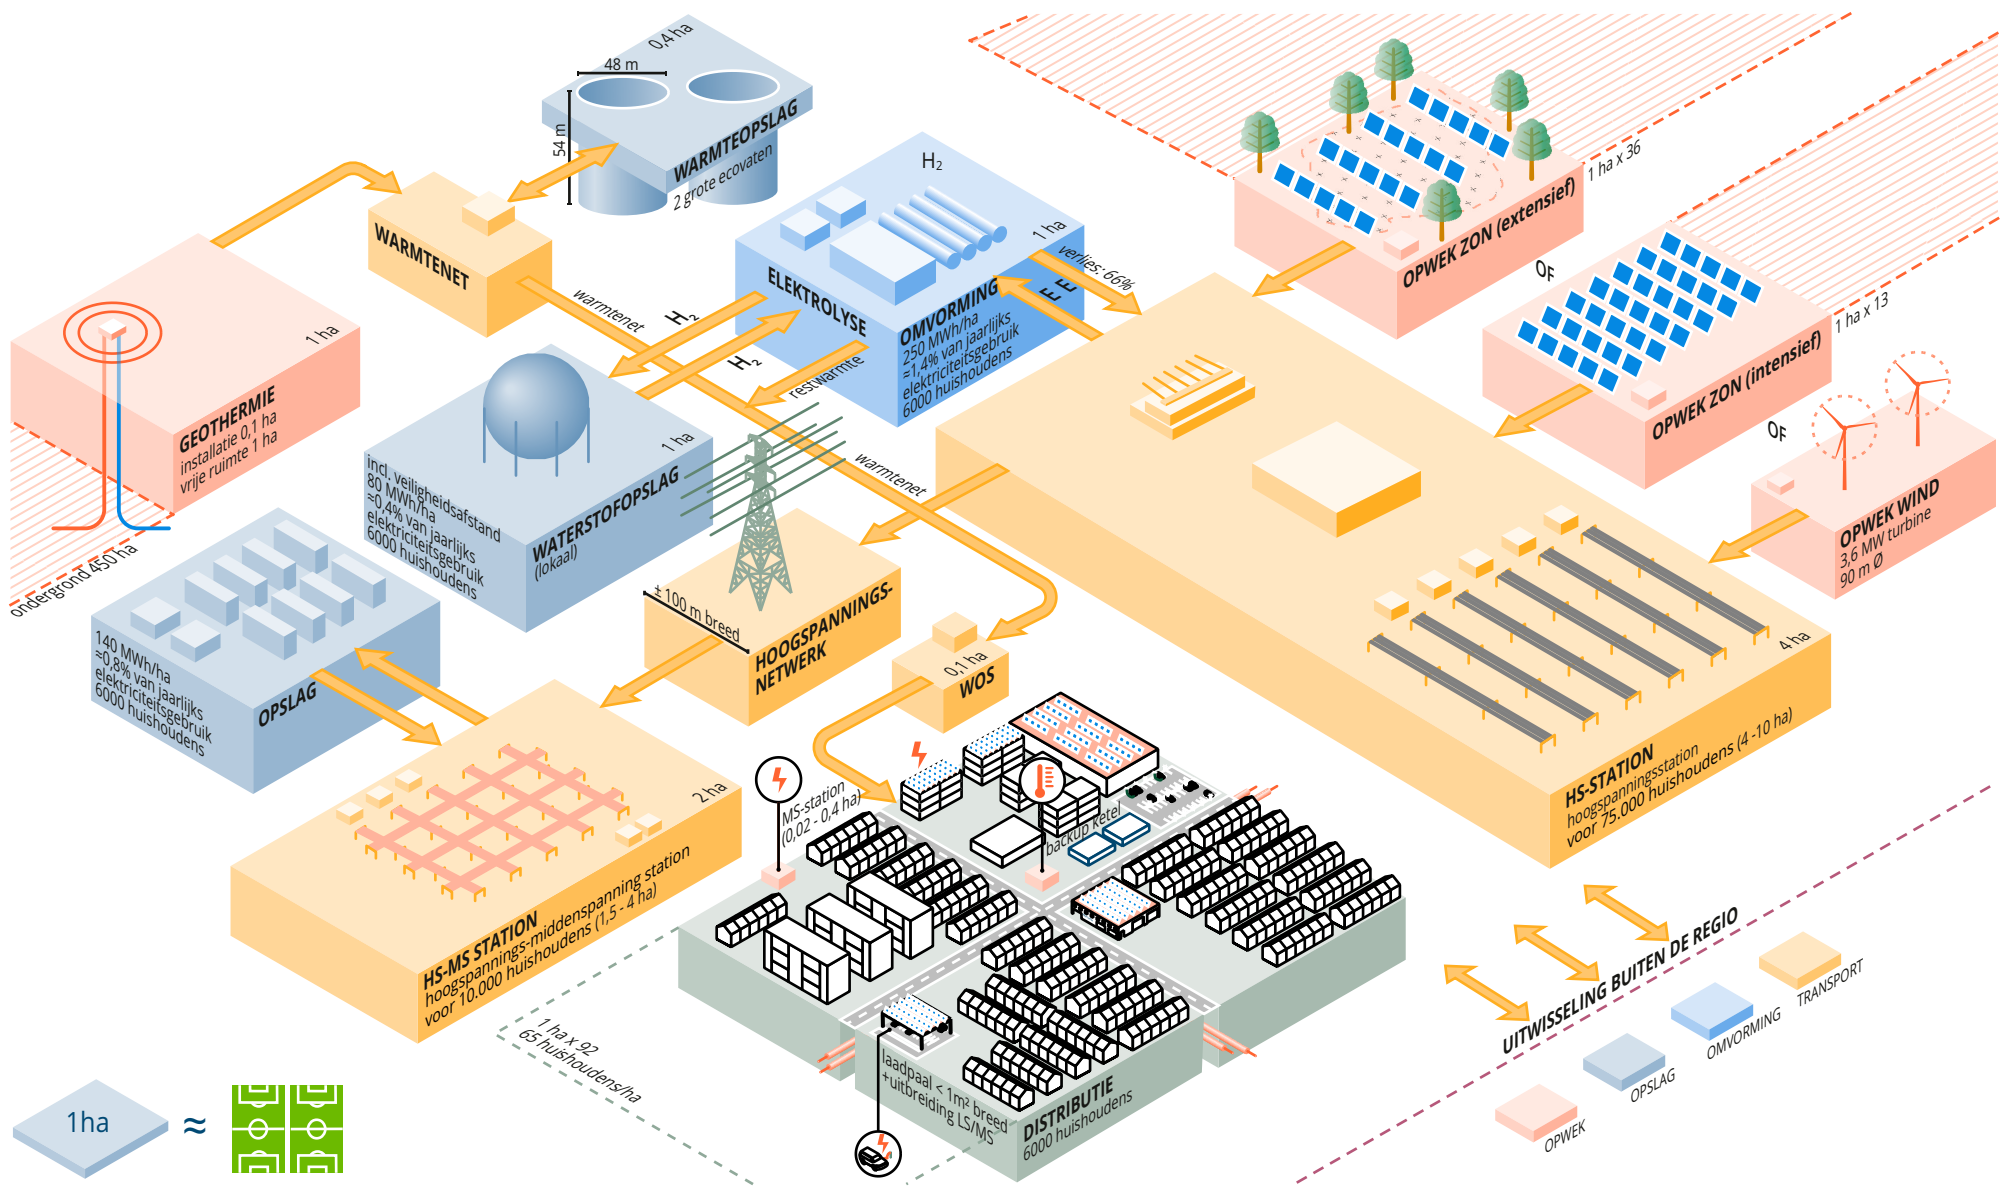 0,4 ha
48 m
54 m
WARMTEOPSLAG
2 grote ecovaten
WARMTENET
warmtenet
H₂
1 ha
ELEKTROLYSE
OMVORMING
250 MWh/ha
≈1,4% van jaarlijks
elektriciteitsgebruik
6000 huishoudens
verlies: 66%
E
E
H₂
H₂
restwarmte
1 ha x 36
OPWEK ZON (extensief)
OF
1 ha x 13
OPWEK ZON (intensief)
OF
OPWEK WIND
3,6 MW turbine
90 m Ø
1 ha
GEOTHERMIE
installatie 0,1 ha
vrije ruimte 1 ha
ondergrond 450 ha
1 ha
incl. veiligheidsafstand
80 MWh/ha
≈0,4% van jaarlijks
elektriciteitsgebruik
6000 huishoudens
WATERSTOFOPSLAG
(lokaal)
warmtenet
± 100 m breed
HOOGSPANNINGS-
NETWERK
0,1 ha
WOS
140 MWh/ha
≈0,8% van jaarlijks
elektriciteitsgebruik
6000 huishoudens
OPSLAG
4 ha
HS-STATION
hoogspanningsstation
voor 75.000 huishoudens (4 -10 ha)
2 ha
HS-MS STATION
hoogspannings-middenspanning station
voor 10.000 huishoudens (1,5 - 4 ha)
MS-station
(0,02 - 0,4 ha)
backup ketel
1 ha x 92
65 huishoudens/ha
laadpaal < 1m² breed
+uitbreiding LS/MS
DISTRIBUTIE
6000 huishoudens
UITWISSELING BUITEN DE REGIO
TRANSPORT
OMVORMING
OPSLAG
OPWEK
1ha
≈